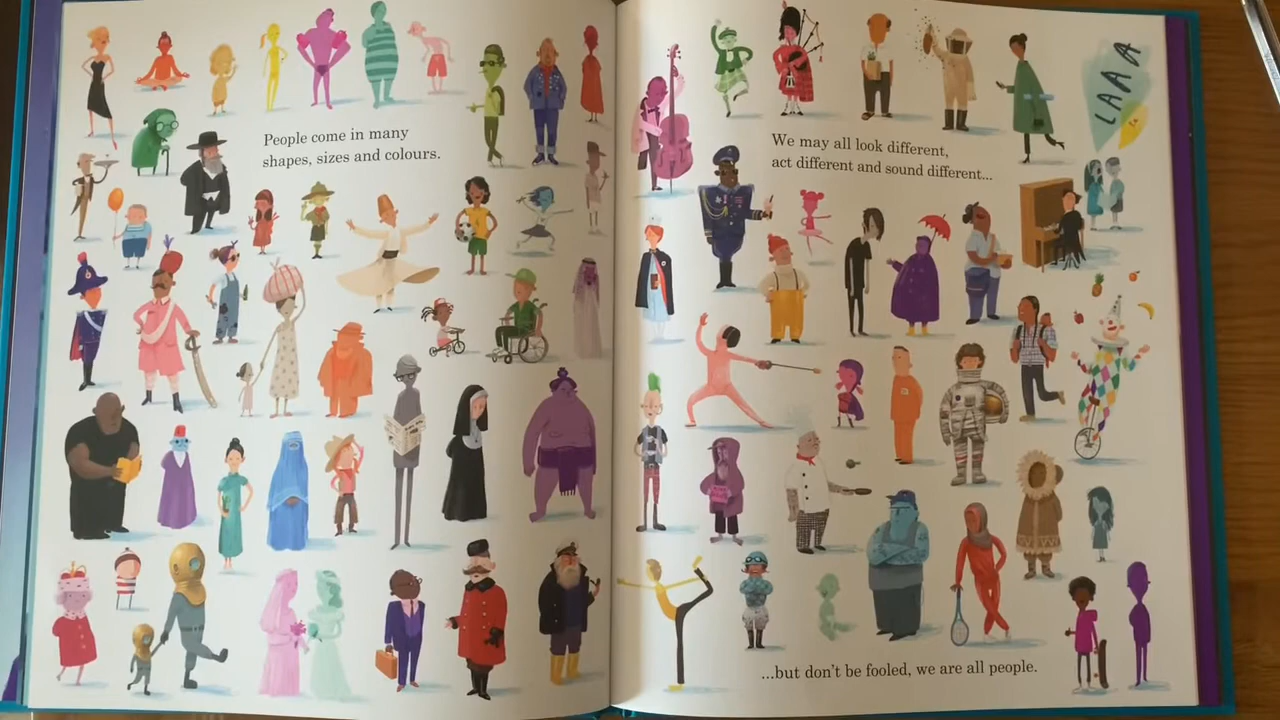 People come in many
shapes, sizes and colours.
We may all look different,
act different and sound different...
LAAA
LA
...but don't be fooled, we are all people.